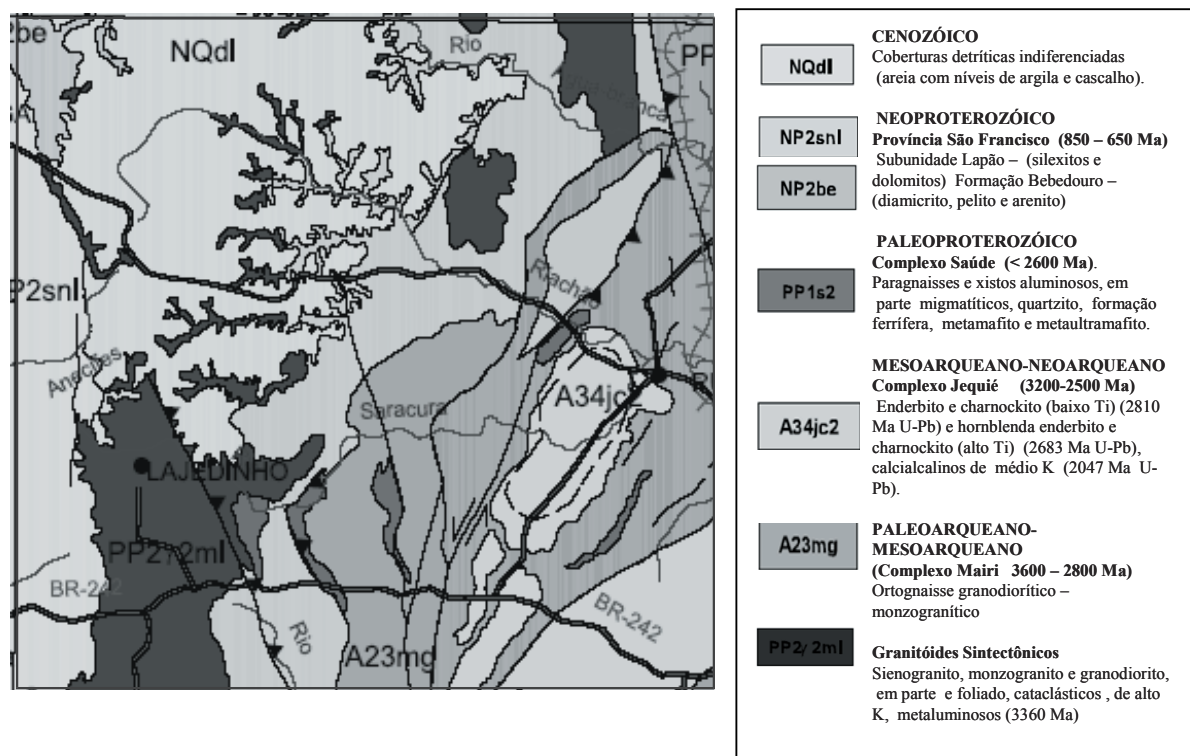 2be
NQdl
Rio
PP
P2snl
Riachão
Anecites
A34jc
Saracura
LAJEDINHO
PP2γ2ml
BR-242
Rio
A23mg
BR-242
CENOZÓICO
NQdl
Coberturas detríticas indiferenciadas
(areia com níveis de argila e cascalho).
NEOPROTEROZÓICO
NP2snl
Província São Francisco (850 – 650 Ma)
Subunidade Lapão – (silexitos e
dolomitos) Formação Bebedouro –
NP2be
(diamicrito, pelito e arenito)
PALEOPROTEROZÓICO
Complexo Saúde (< 2600 Ma).
PP1s2
Paragnaisses e xistos aluminosos, em
parte migmatíticos, quartzito, formação
ferrífera, metamafito e metaultramafito.
MESOARQUEANO-NEOARQUEANO
Complexo Jequié (3200-2500 Ma)
A34jc2
Enderbito e charnockito (baixo Ti) (2810
Ma U-Pb) e hornblenda enderbito e
charnockito (alto Ti) (2683 Ma U-Pb),
calcialcalinos de médio K (2047 Ma U-
Pb).
PALEOARQUEANO-
MESOARQUEANO
A23mg
(Complexo Mairi 3600 – 2800 Ma)
Ortognaisse granodiorítico –
monzogranítico
PP2γ2ml
Granitóides Sintectônicos
Sienogranito, monzogranito e granodiorito,
em parte e foliado, cataclásticos , de alto
K, metaluminosos (3360 Ma)